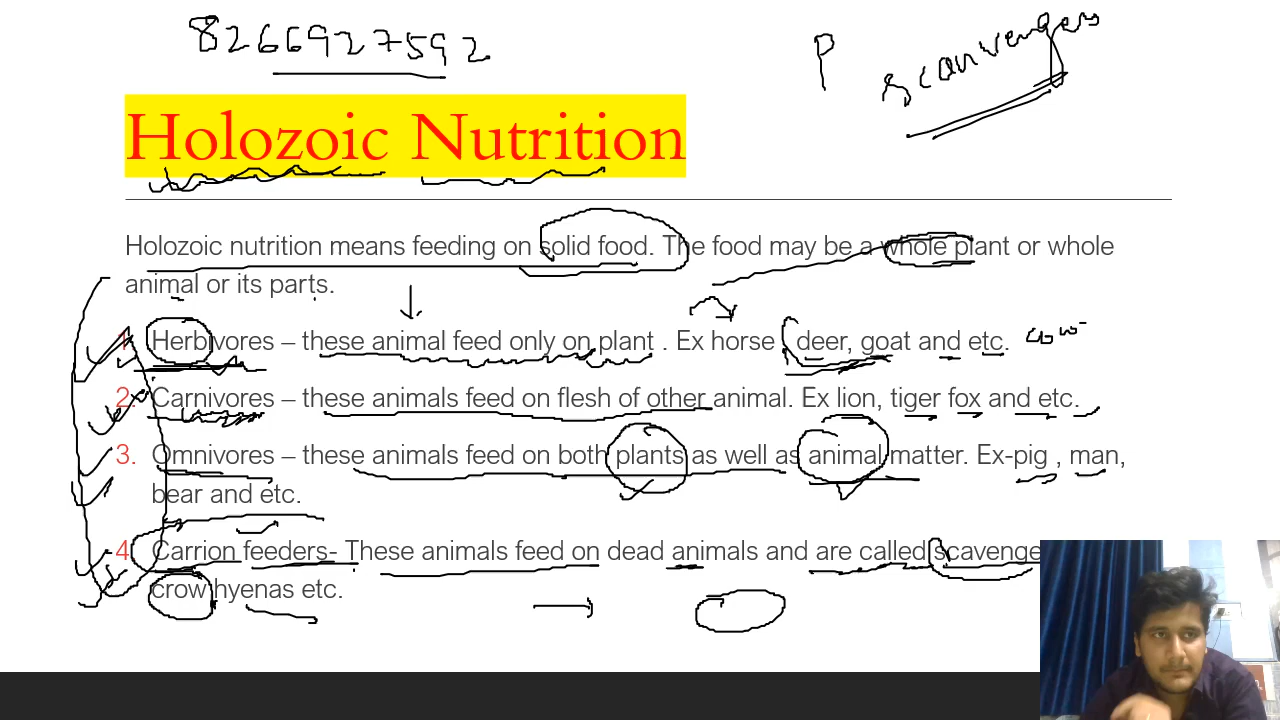 8266927592
P scanvengers
Holozoic Nutrition
Holozoic nutrition means feeding on solid food. The food may be a whole plant or whole
animal or its parts.
1. Herbivores – these animal feed only on plant . Ex horse , deer, goat and etc. cow
2. Carnivores – these animals feed on flesh of other animal. Ex lion, tiger fox and etc.
3. Omnivores – these animals feed on both plants as well as animal matter. Ex-pig , man,
bear and etc.
4. Carrion feeders- These animals feed on dead animals and are called scavenge
crow hyenas etc.